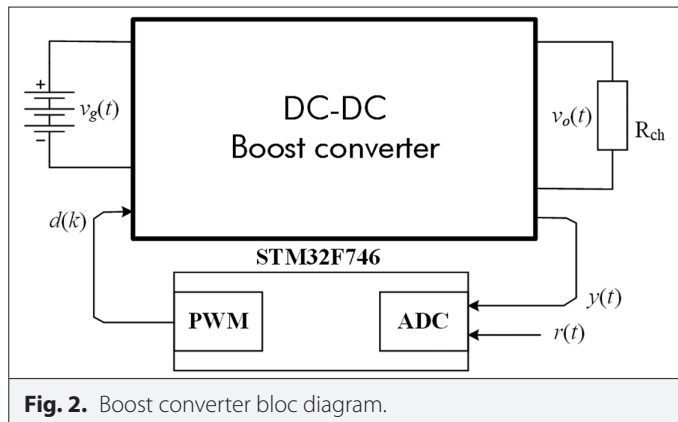 DC-DC
Boost converter
+
v_g(t)
−
v_o(t)
R_ch
d(k)
STM32F746
PWM
ADC
y(t)
r(t)
Fig. 2. Boost converter bloc diagram.